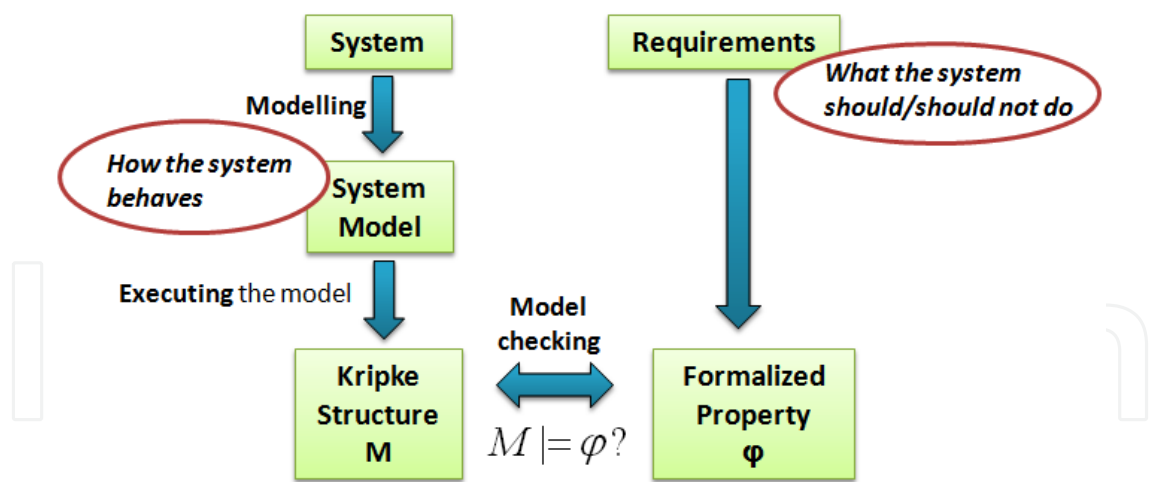 System
Requirements
What the system
should/should not do
Modelling
How the system
behaves
System
Model
Executing the model
Model
checking
Kripke
Structure
M
M |= φ?
Formalized
Property
φ